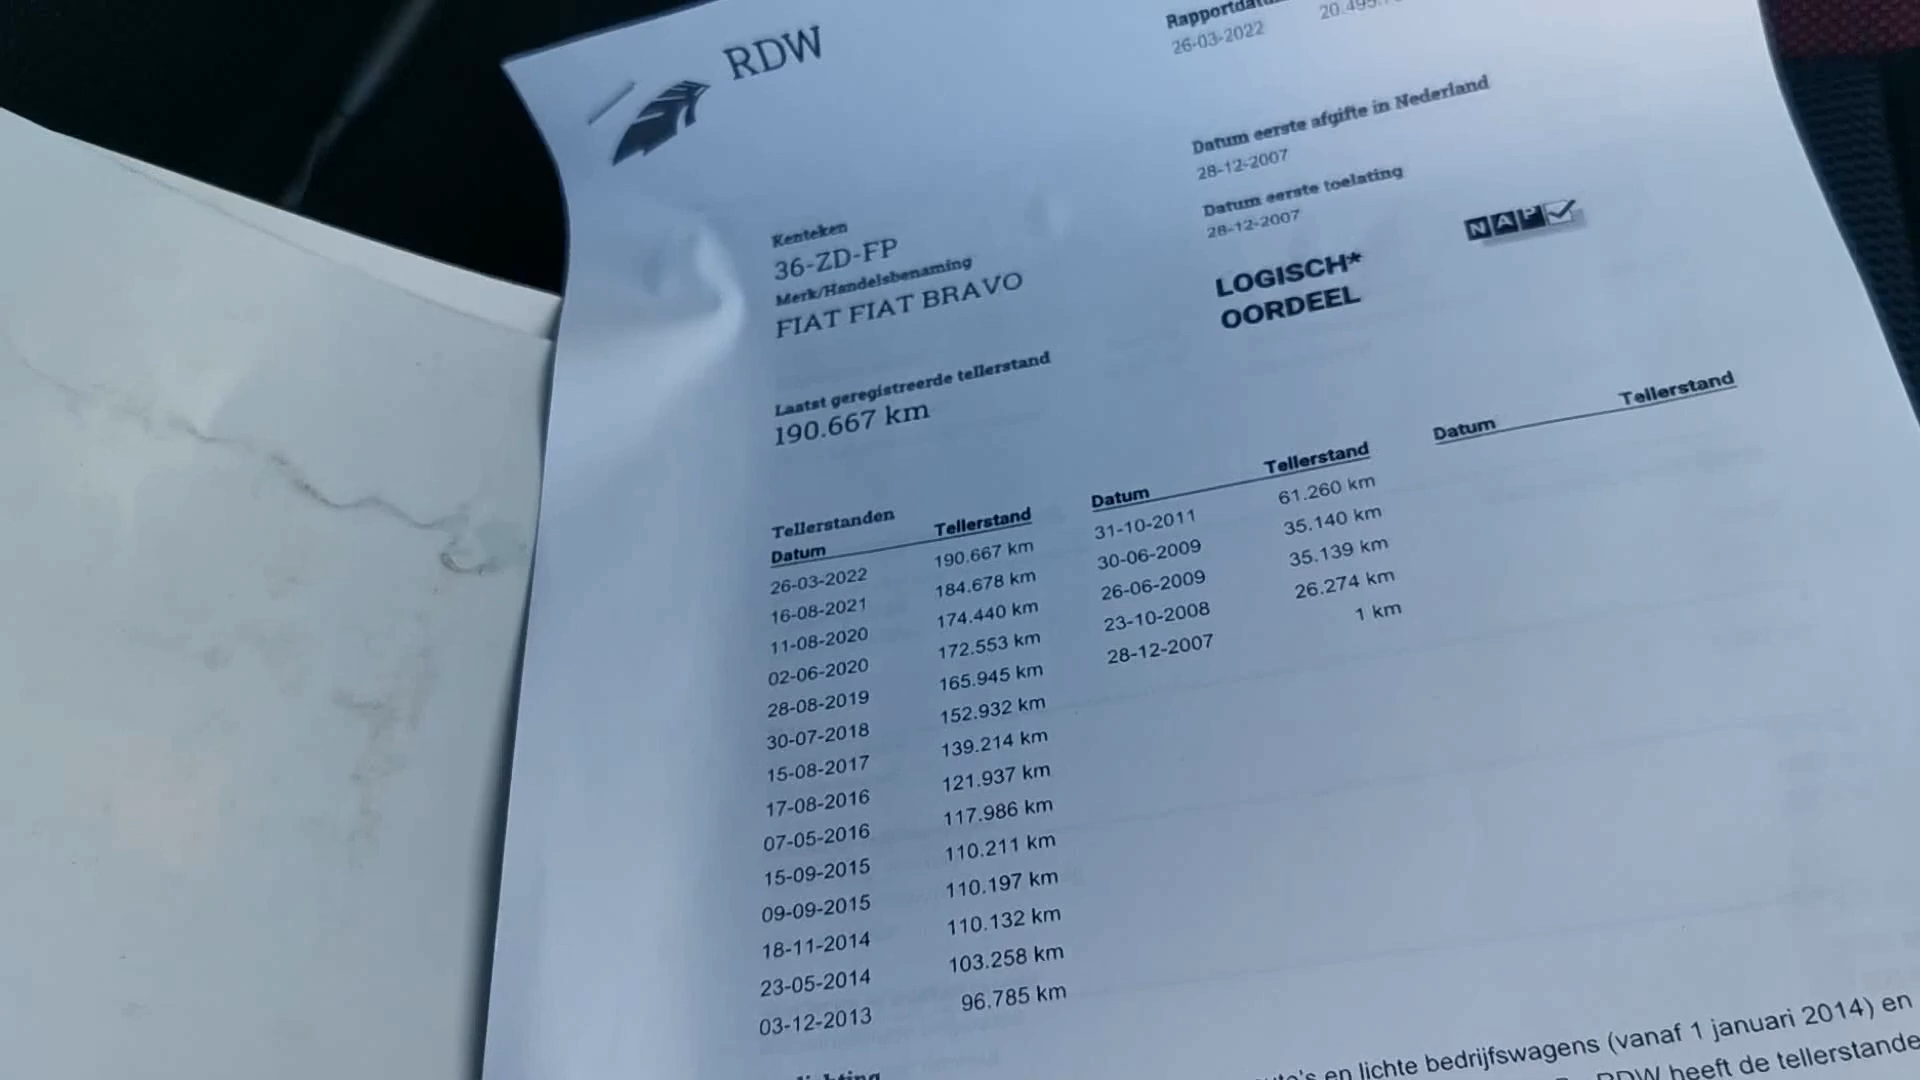 RDW
26-03-2022
Datum eerste afgifte in Nederland
28-12-2007
Datum eerste toelating
28-12-2007
NAP
Kenteken
36-ZD-FP
Merk/Handelsbenaming
FIAT FIAT BRAVO
LOGISCH*
OORDEEL
Laatst geregistreerde tellerstand
190.667 km
Tellerstanden
Datum Tellerstand
26-03-2022 190.667 km
16-08-2021 184.678 km
11-08-2020 174.440 km
02-06-2020 172.553 km
28-08-2019 165.945 km
30-07-2018 152.932 km
15-08-2017 139.214 km
17-08-2016 121.937 km
07-05-2016 117.986 km
15-09-2015 110.211 km
09-09-2015 110.197 km
18-11-2014 110.132 km
23-05-2014 103.258 km
03-12-2013 96.785 km
Datum Tellerstand
31-10-2011 61.260 km
30-06-2009 35.140 km
26-06-2009 35.139 km
23-10-2008 26.274 km
28-12-2007 1 km
Datum Tellerstand
en lichte bedrijfswagens (vanaf 1 januari 2014) en
RDW heeft de